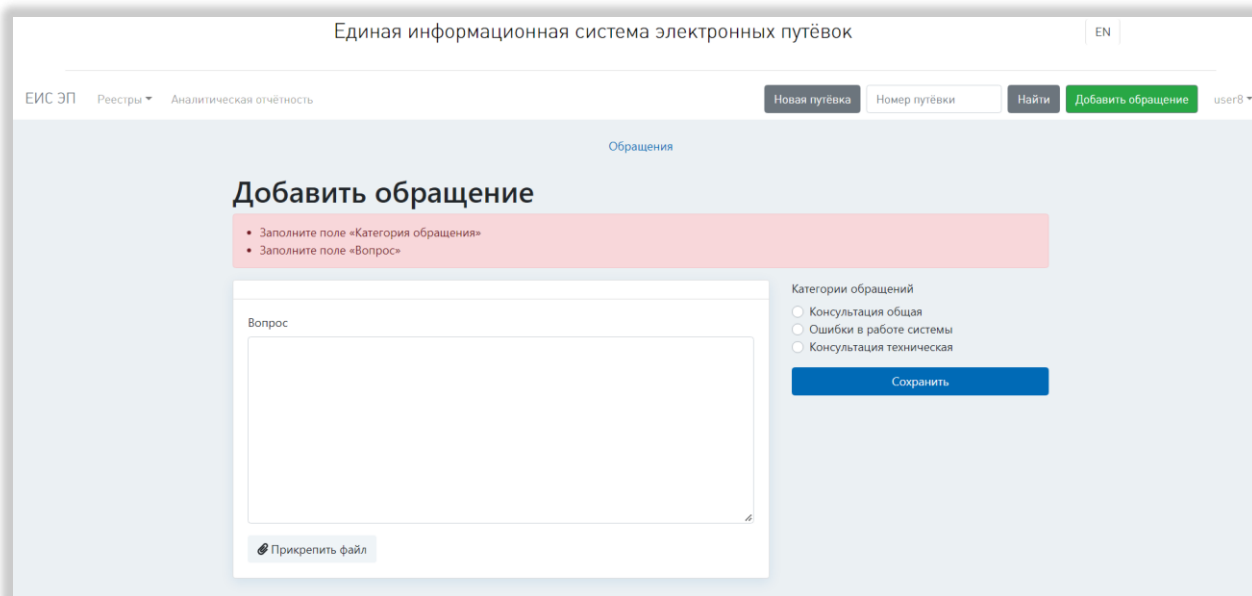 Единая информационная система электронных путёвок
EN
ЕИС ЭП Реестры Аналитическая отчётность Новая путёвка Номер путёвки Найти Добавить обращение user8
Обращения
Добавить обращение
• Заполните поле «Категория обращения»
• Заполните поле «Вопрос»
Категории обращений
Консультация общая
Ошибки в работе системы
Консультация техническая
Сохранить
Вопрос
Прикрепить файл